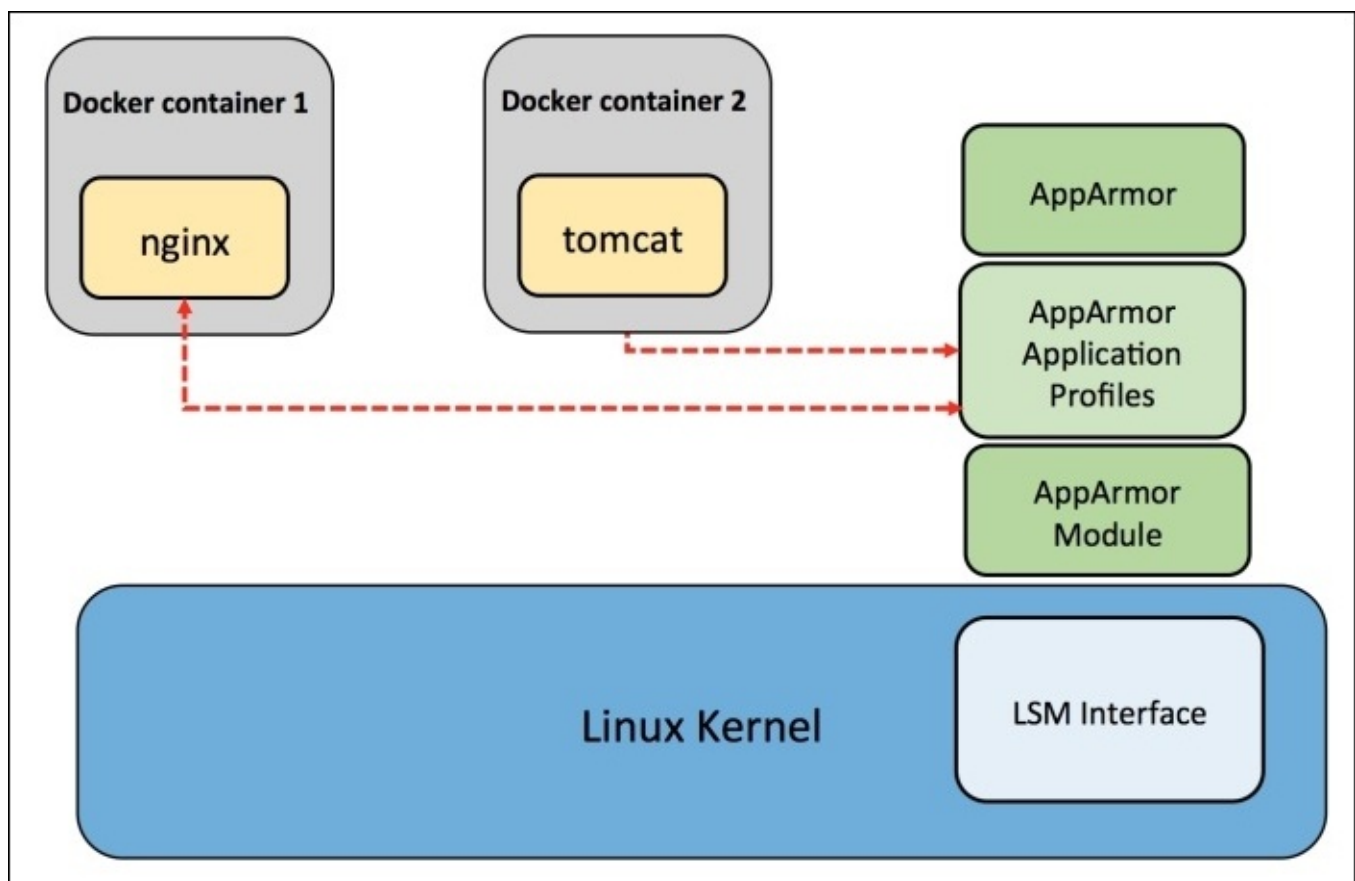 Docker container 1
nginx
Docker container 2
tomcat
AppArmor
AppArmor
Application
Profiles
AppArmor
Module
Linux Kernel
LSM Interface